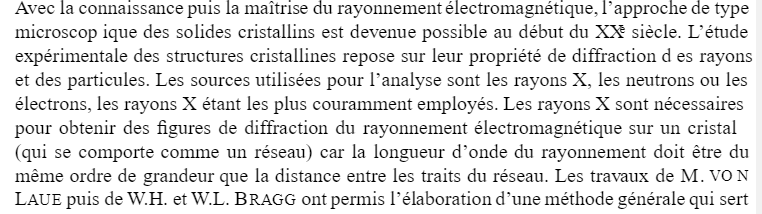 Avec la connaissance puis la maîtrise du rayonnement électromagnétique, l'approche de type
microscop ique des solides cristallins est devenue possible au début du XXe siècle. L'étude
expérimentale des structures cristallines repose sur leur propriété de diffraction d es rayons
et des particules. Les sources utilisées pour l'analyse sont les rayons X, les neutrons ou les
électrons, les rayons X étant les plus couramment employés. Les rayons X sont nécessaires
pour obtenir des figures de diffraction du rayonnement électromagnétique sur un cristal
(qui se comporte comme un réseau) car la longueur d'onde du rayonnement doit être du
même ordre de grandeur que la distance entre les traits du réseau. Les travaux de M. VO N
LAUE puis de W.H. et W.L. BRAGG ont permis l'élaboration d'une méthode générale qui sert